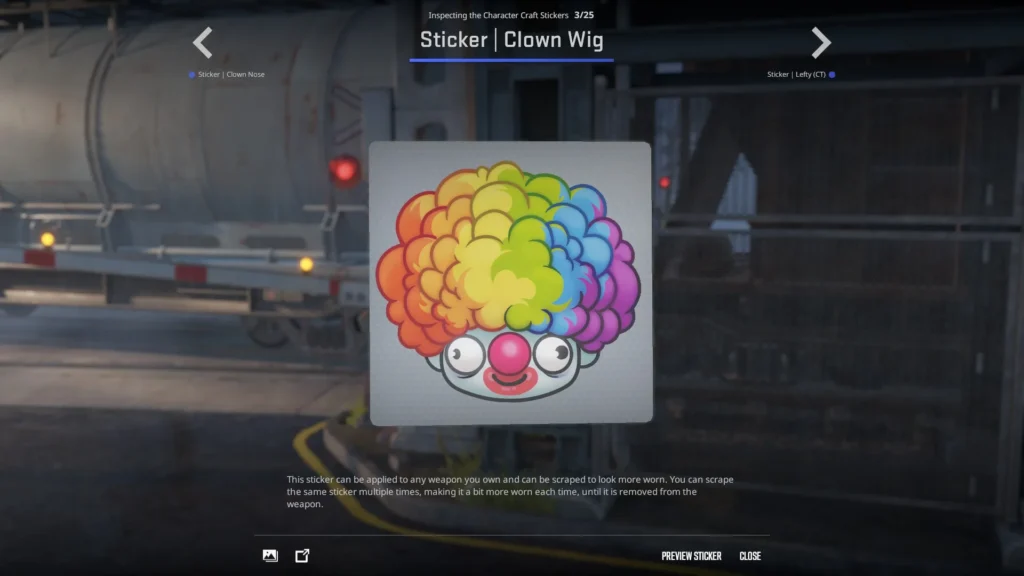 Inspecting the Character Craft Stickers 3/25
Sticker | Clown Wig
Sticker | Clown Nose
Sticker | Lefty (CT)
This sticker can be applied to any weapon you own and can be scraped to look more worn. You can scrape
the same sticker multiple times, making it a bit more worn each time, until it is removed from the
weapon.
PREVIEW STICKER CLOSE